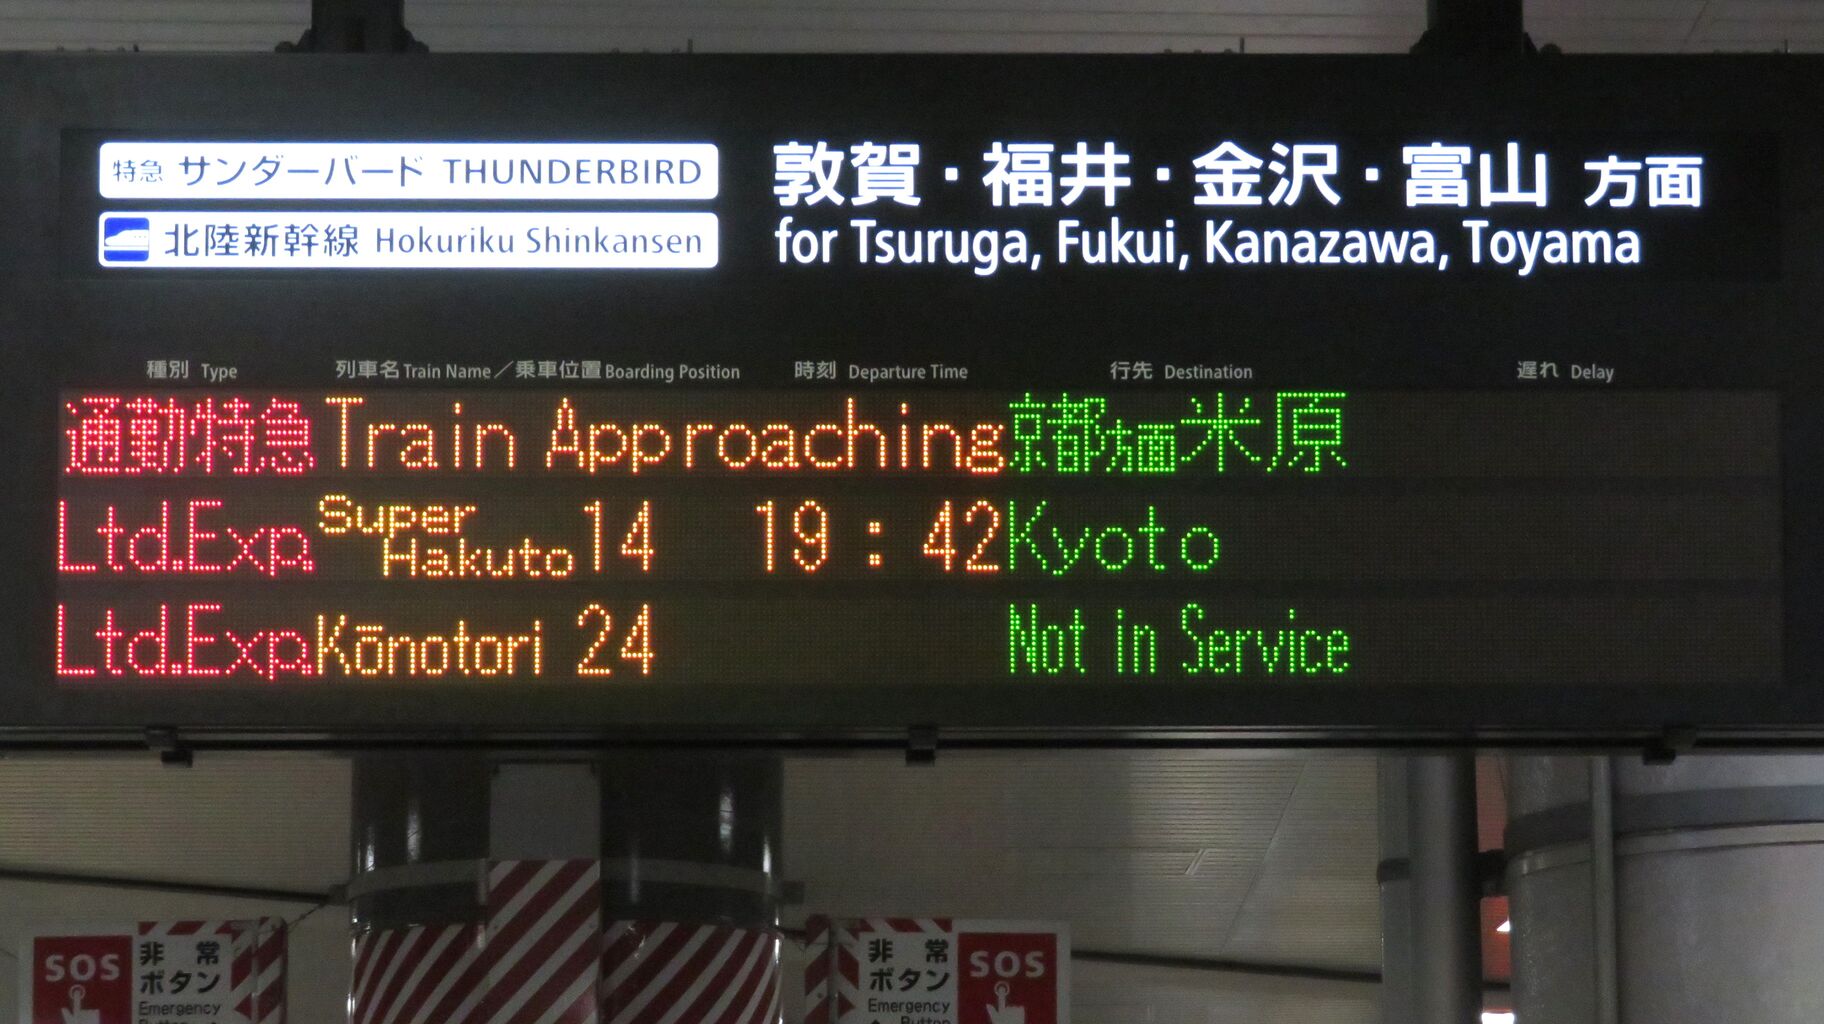 特急 サンダーバード THUNDERBIRD
北陸新幹線 Hokuriku Shinkansen
敦賀・福井・金沢・富山 方面
for Tsuruga, Fukui, Kanazawa, Toyama
種別 Type 列車名 Train Name／乗車位置 Boarding Position 時刻 Departure Time 行先 Destination 遅れ Delay
通勤特急 Train Approaching 京都方面米原
Ltd.Exp. Super Hakuto 14 19:42 Kyoto
Ltd.Exp. Kōnotori 24 Not in Service
SOS
非常
ボタン
Emergency
Button
非常
ボタン
Emergency
Button
SOS